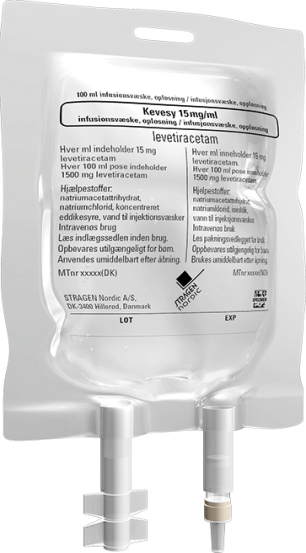 100 ml infusionsvæske, opløsning / infusjonsvæske, oppløsning
Kevesy 15mg/ml
infusionsvæske, opløsning / infusjonsvæske, oppløsning
levetiracetam
Hver ml indeholder 15 mg
levetiracetam
Hver 100 ml pose indeholder
1500 mg levetiracetam
Hjælpestoffer:
natriumacetattrihydrat,
natriumchlorid, koncentreret
eddikesyre, vand til injektionsvæsker
Intravenøs brug
Læs indlægssedlen inden brug.
Opbevares utilgængeligt for børn.
Anvendes umiddelbart efter åbning
MTnr xxxxx(DK)
STRAGEN Nordic A/S,
DK-3400 Hillerød, Danmark
Hver ml inneholder 15 mg
levetiracetam.
Hver 100 ml pose inneholder
1500 mg levetiracetam
Hjelpestoffer:
natriumacetattrihydrat,
natriumklorid,
vann til injeksjonsvæsker.
Intravenøs bruk
Les pakningsvedlegget før bruk.
Oppbevares utilgjengelig for barn.
Brukes umiddelbart etter åpning
MTnr xxxxx(NO)
STRAGEN
NORDIC
SPECIMEN
LOT
EXP